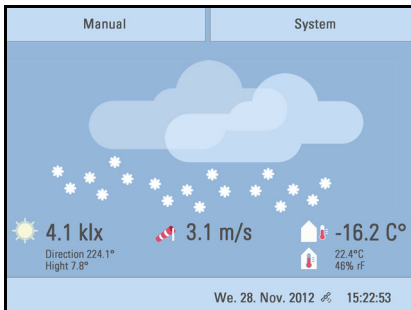 Manual System
4.1 klx 3.1 m/s -16.2 C°
Direction 224.1° 22.4°C
Hight 7.8° 46% rF
We. 28. Nov. 2012 15:22:53